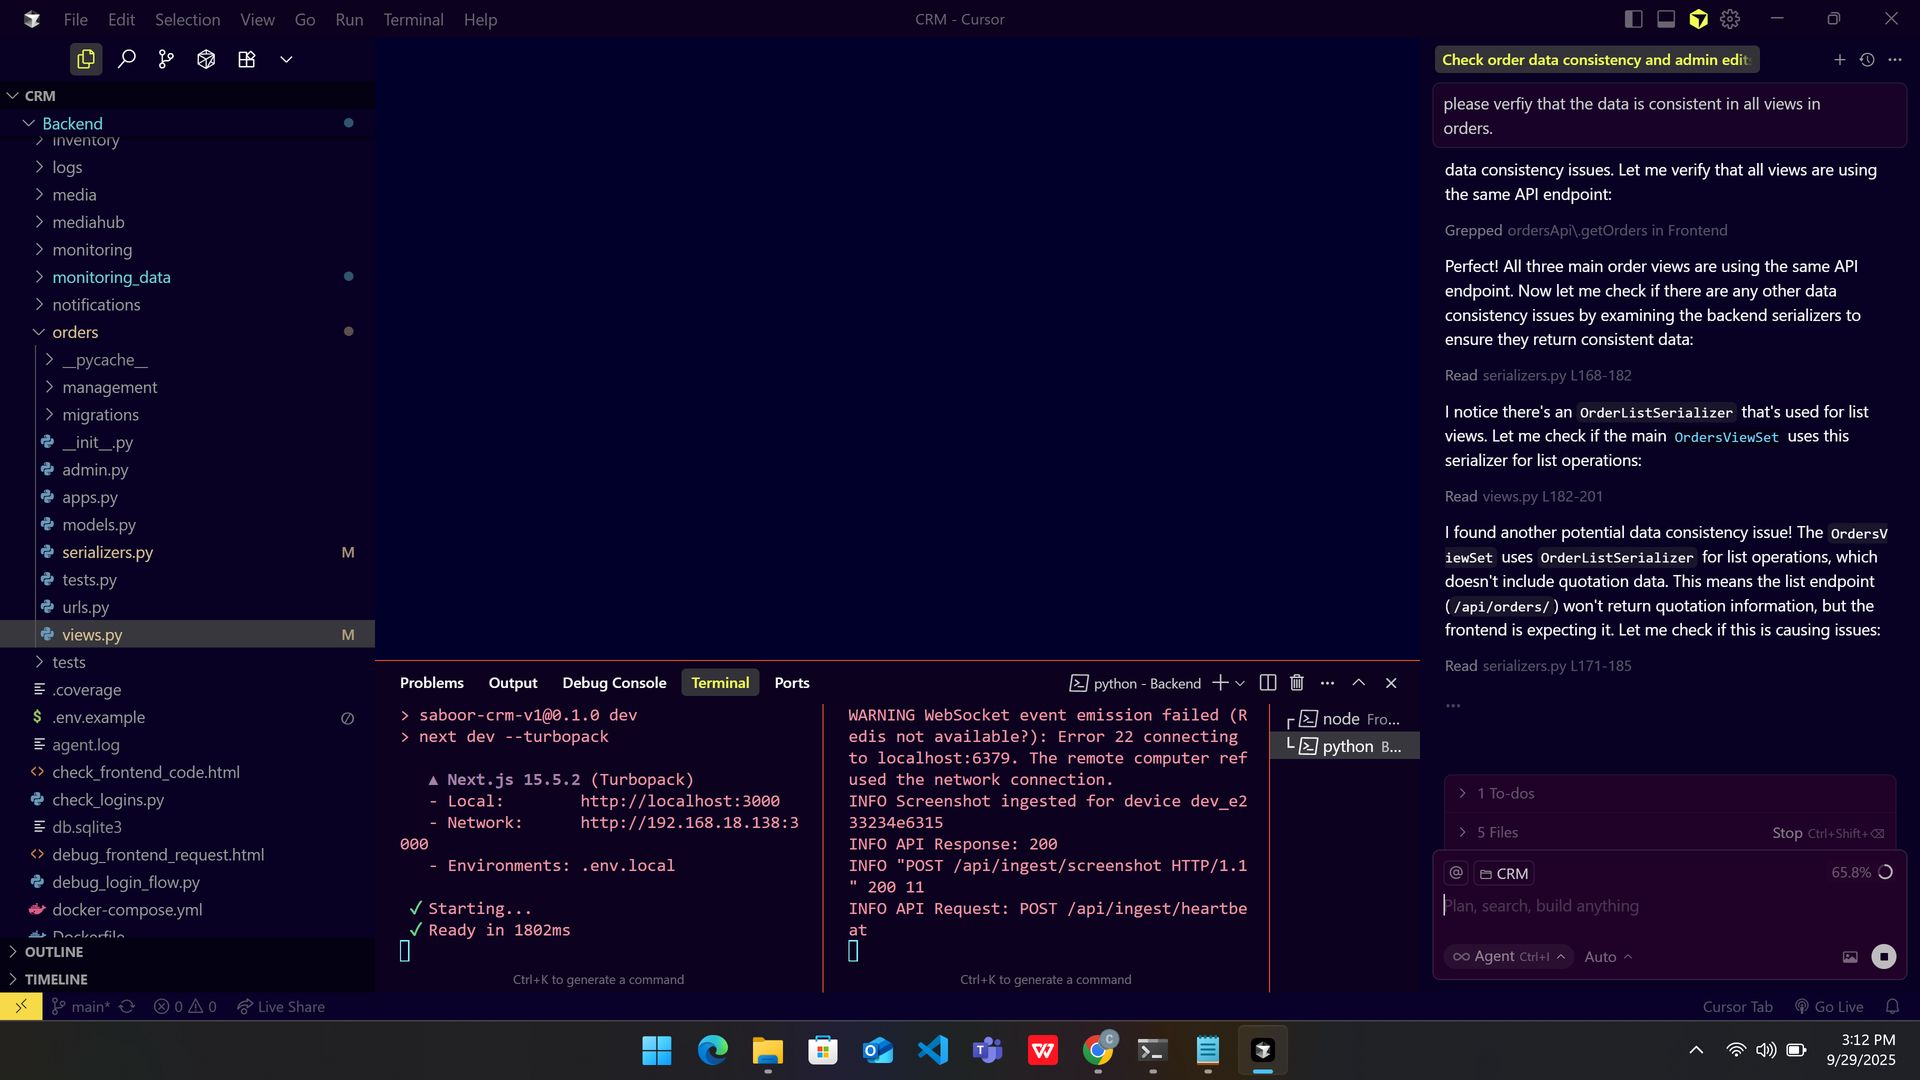 File Edit Selection View Go Run Terminal Help
CRM - Cursor
CRM
Backend
inventory
logs
media
mediahub
monitoring
monitoring_data
notifications
orders
__pycache__
management
migrations
__init__.py
admin.py
apps.py
models.py
serializers.py M
tests.py
urls.py
views.py M
tests
.coverage
.env.example
agent.log
check_frontend_code.html
check_logins.py
db.sqlite3
debug_frontend_request.html
debug_login_flow.py
docker-compose.yml
Dockerfile
OUTLINE
TIMELINE
Problems Output Debug Console Terminal Ports
python - Backend
> saboor-crm-v1@0.1.0 dev
> next dev --turbopack
▲ Next.js 15.5.2 (Turbopack)
- Local: http://localhost:3000
- Network: http://192.168.18.138:3
000
- Environments: .env.local
✓ Starting...
✓ Ready in 1802ms
Ctrl+K to generate a command
WARNING WebSocket event emission failed (R
edis not available?): Error 22 connecting
to localhost:6379. The remote computer ref
used the network connection.
INFO Screenshot ingested for device dev_e2
33234e6315
INFO API Response: 200
INFO "POST /api/ingest/screenshot HTTP/1.1
" 200 11
INFO API Request: POST /api/ingest/heartbe
at
Ctrl+K to generate a command
node Fro...
python B...
Check order data consistency and admin edit
please verfiy that the data is consistent in all views in
orders.
data consistency issues. Let me verify that all views are using
the same API endpoint:
Grepped ordersApi\.getOrders in Frontend
Perfect! All three main order views are using the same API
endpoint. Now let me check if there are any other data
consistency issues by examining the backend serializers to
ensure they return consistent data:
Read serializers.py L168-182
I notice there's an OrderListSerializer that's used for list
views. Let me check if the main OrdersViewSet uses this
serializer for list operations:
Read views.py L182-201
I found another potential data consistency issue! The OrdersV
iewSet uses OrderListSerializer for list operations, which
doesn't include quotation data. This means the list endpoint
(/api/orders/) won't return quotation information, but the
frontend is expecting it. Let me check if this is causing issues:
Read serializers.py L171-185
...
1 To-dos
5 Files Stop Ctrl+Shift+⌫
@ CRM 65.8%
Plan, search, build anything
∞ Agent Ctrl+I Auto
main* 0 0 Live Share
Cursor Tab Go Live
3:12 PM
9/29/2025